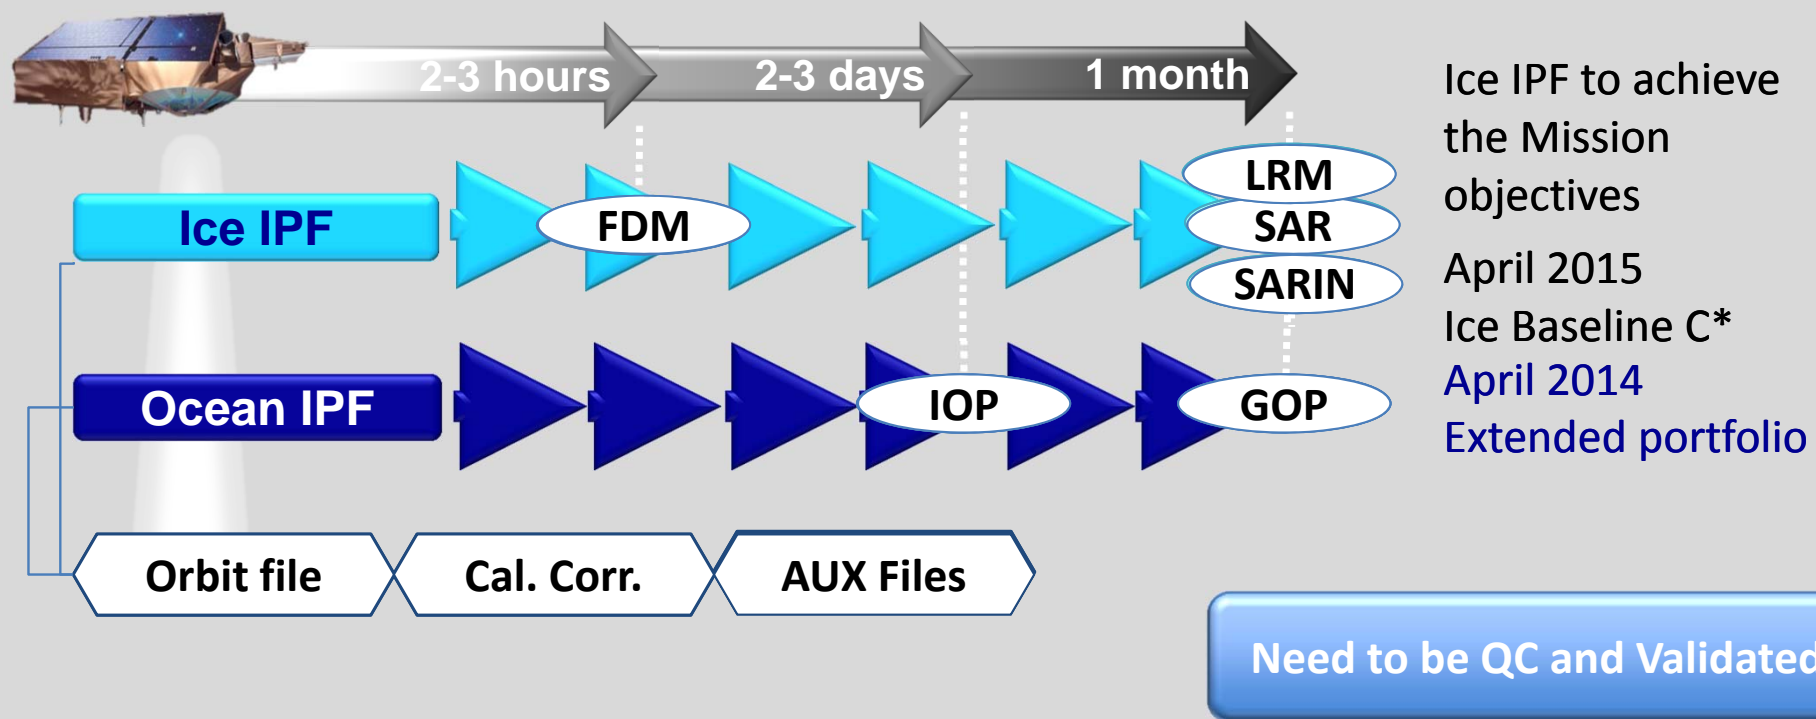 2-3 hours
2-3 days
1 month
Ice IPF
FDM
LRM
SAR
SARIN
Ocean IPF
IOP
GOP
Orbit file
Cal. Corr.
AUX Files
Ice IPF to achieve
the Mission
objectives
April 2015
Ice Baseline C*
April 2014
Extended portfolio
Need to be QC and Validated